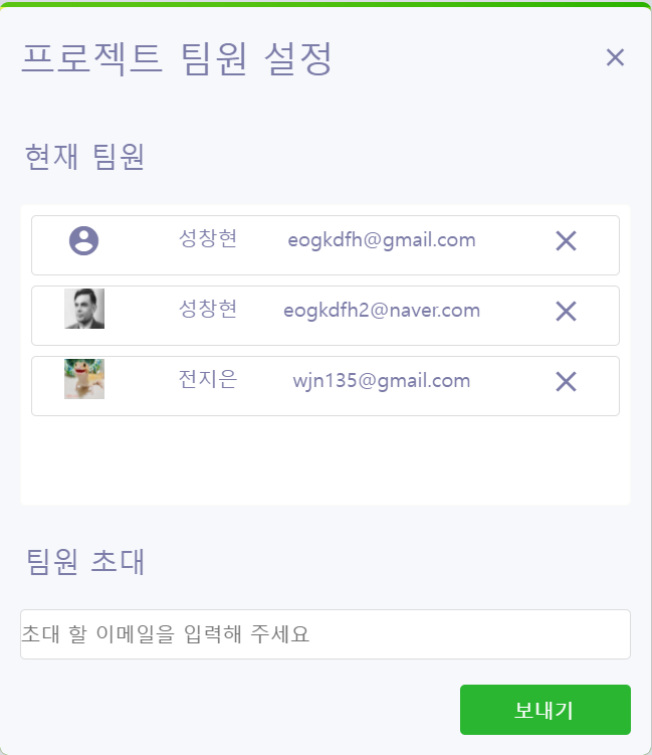 프로젝트 팀원 설정
현재 팀원
성창현 eogkdfh@gmail.com
성창현 eogkdfh2@naver.com
전지은 wjn135@gmail.com
팀원 초대
초대 할 이메일을 입력해 주세요
보내기